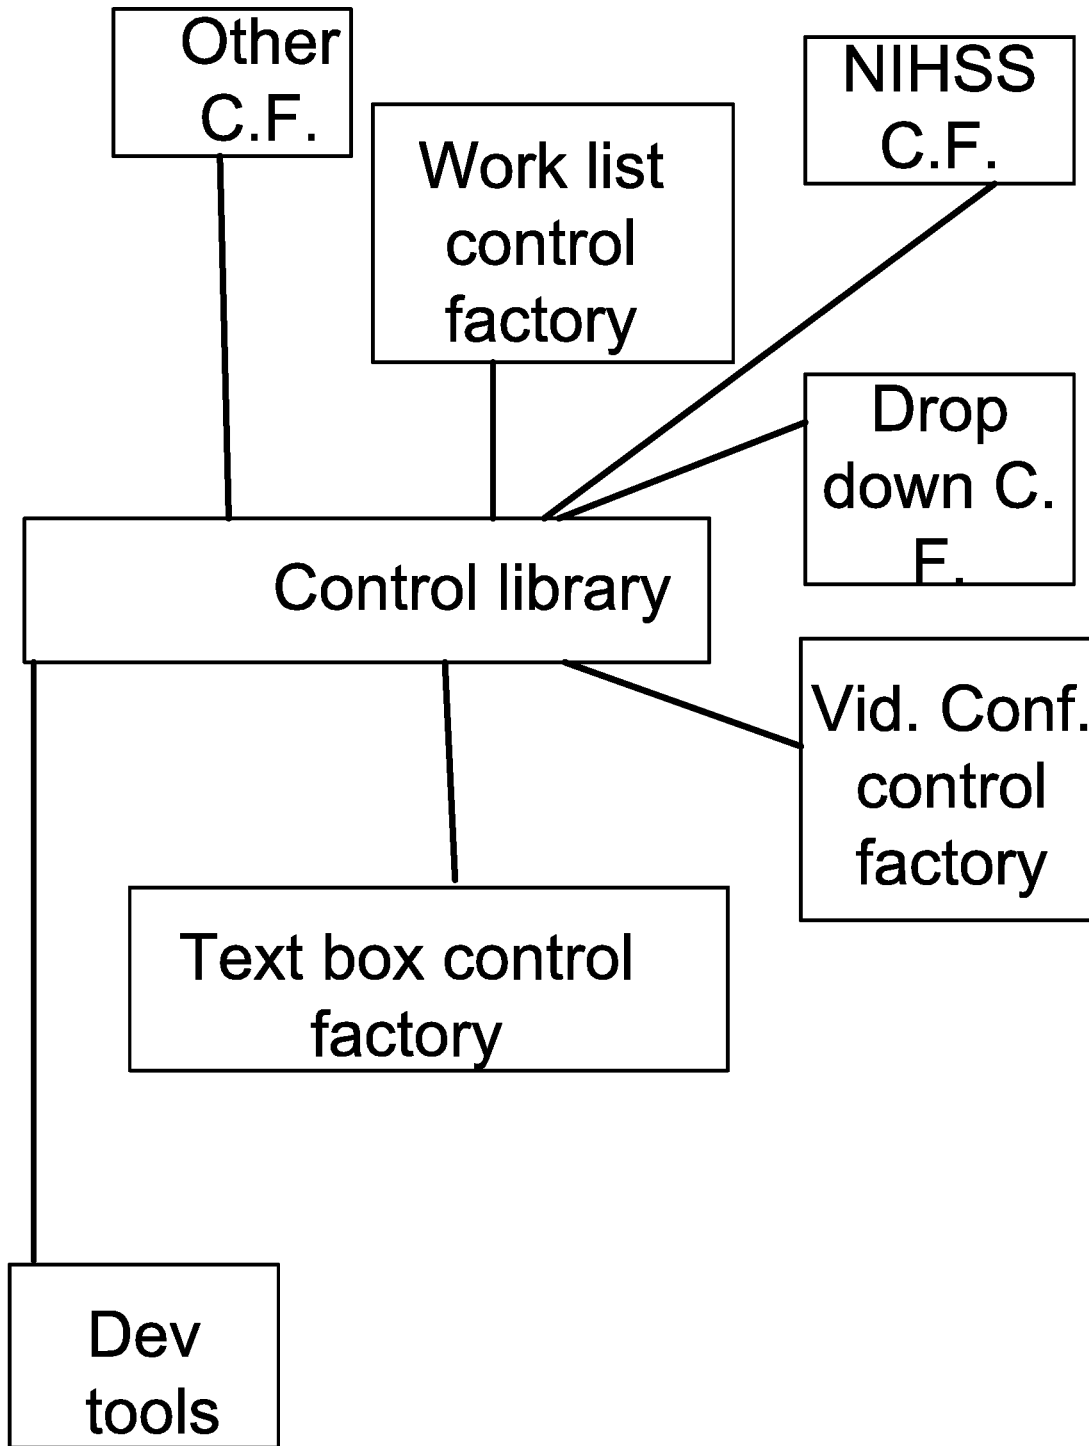 Other
C.F.
NIHSS
C.F.
Work list
control
factory
Drop
down C.
F.
Control library
Vid. Conf.
control
factory
Text box control
factory
Dev
tools